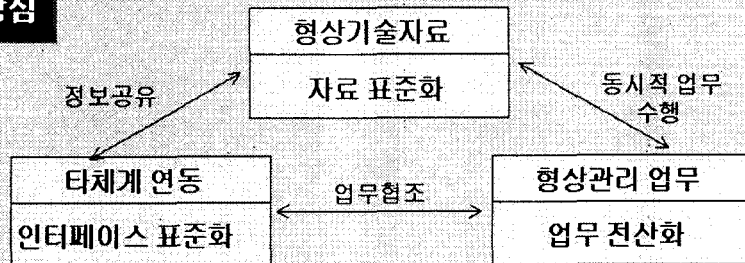 형상기술자료
자료 표준화
정보공유
동시적 업무
수행
타체계 연동
인터페이스 표준화
업무협조
형상관리 업무
업무 전산화